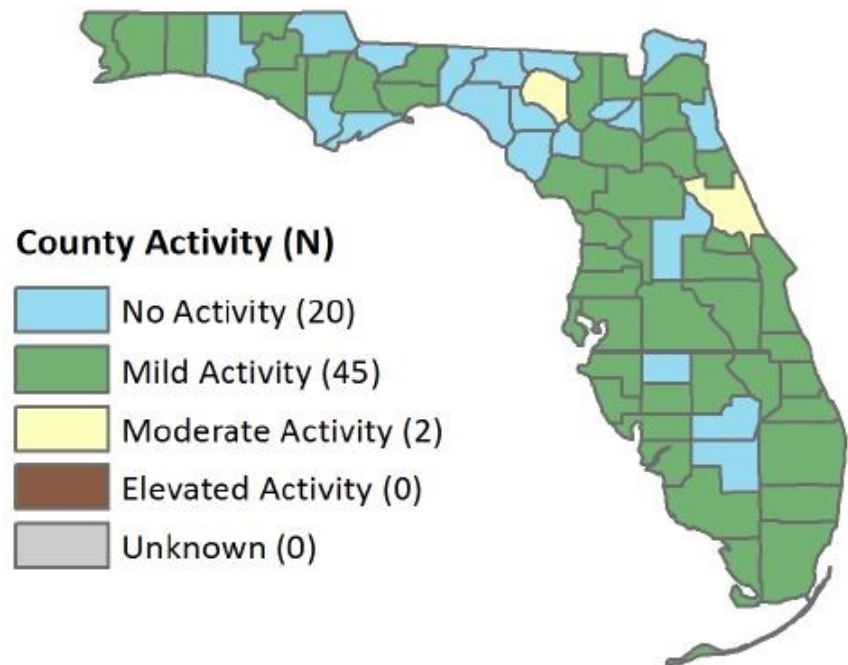 County Activity (N)
No Activity (20)
Mild Activity (45)
Moderate Activity (2)
Elevated Activity (0)
Unknown (0)